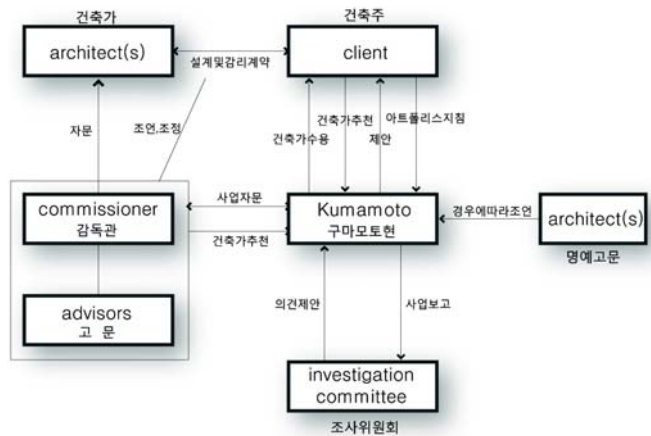 건축가
건축주
architect(s)
client
설계및감리계약
자문
조언.조정
건축가수용
건축가추천
제안
아트폴리스지침
commissioner
감독관
사업자문
건축가추천
Kumamoto
구마모토현
경우에따라조언
architect(s)
명예고문
advisors
고 문
의견제안
사업보고
investigation
committee
조사위원회